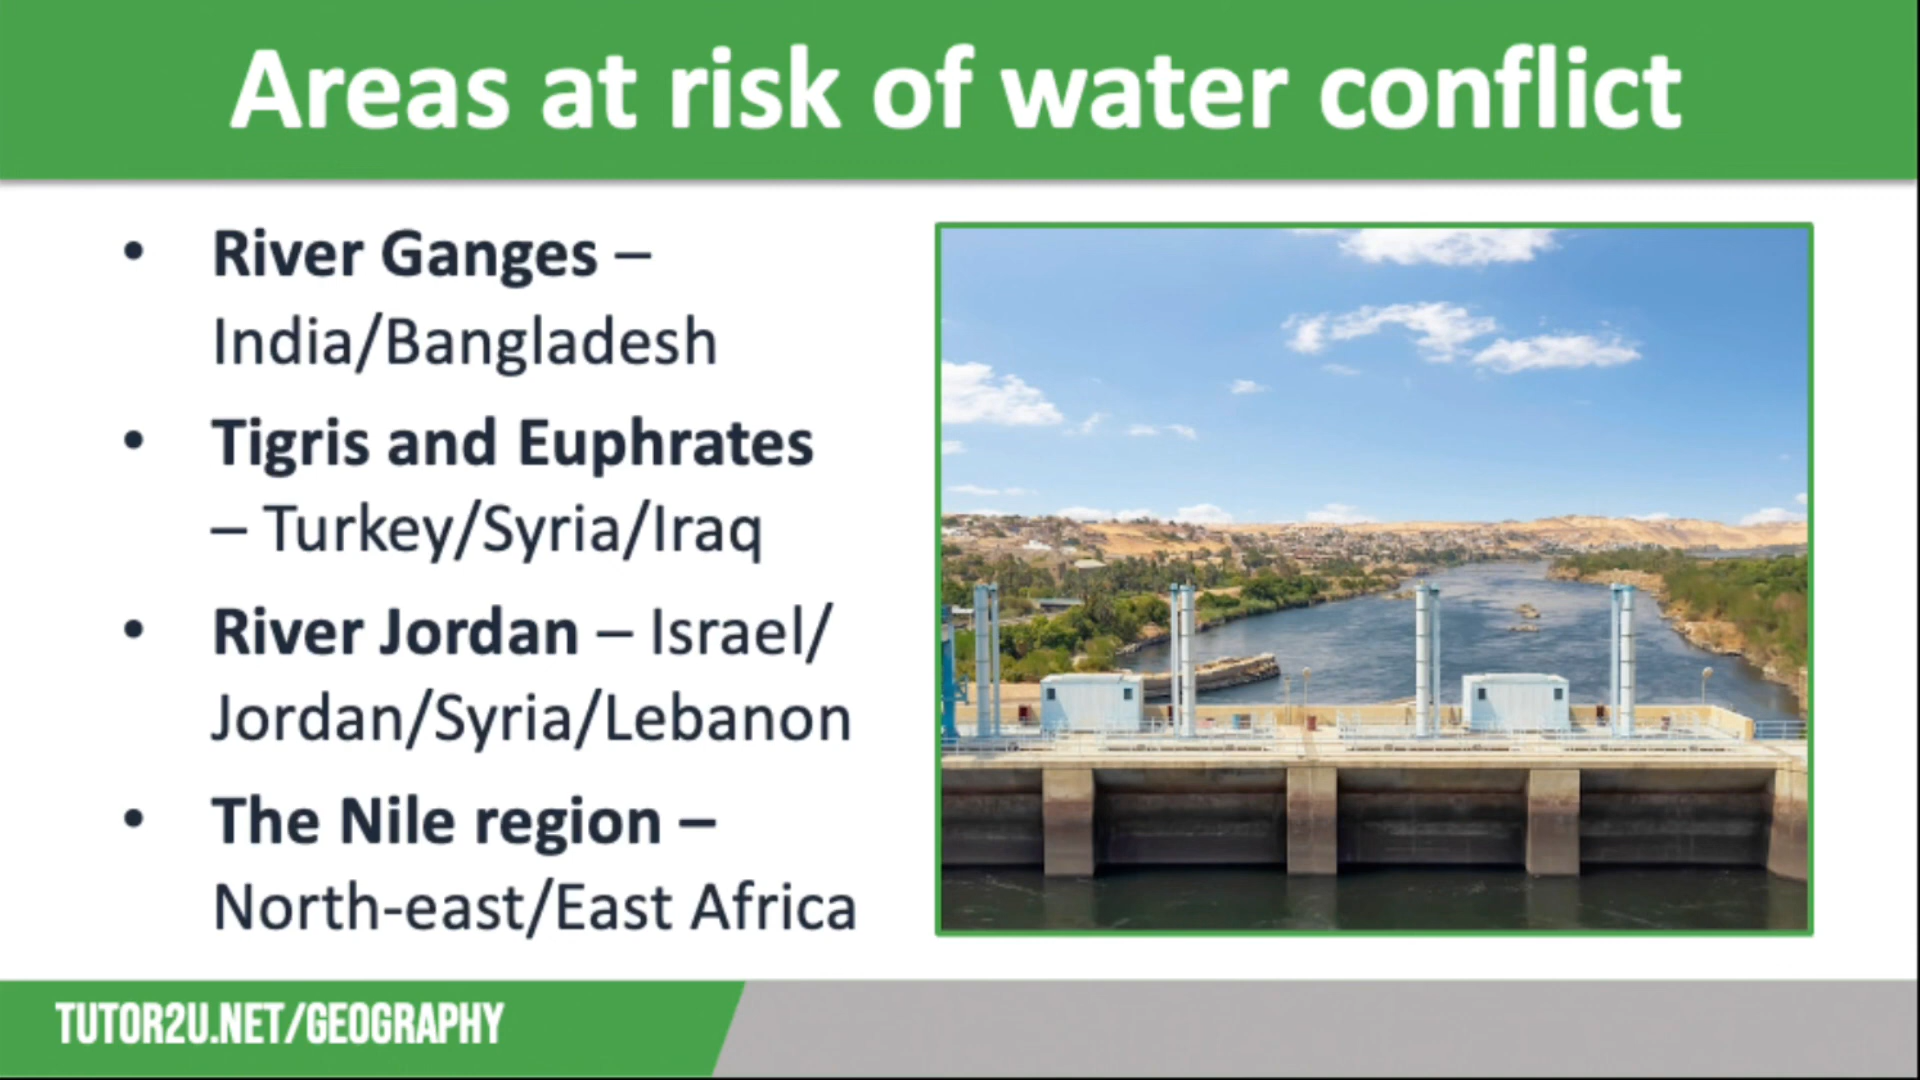 Areas at risk of water conflict
• River Ganges –
India/Bangladesh
• Tigris and Euphrates
– Turkey/Syria/Iraq
• River Jordan – Israel/
Jordan/Syria/Lebanon
• The Nile region –
North-east/East Africa
TUTOR2U.NET/GEOGRAPHY